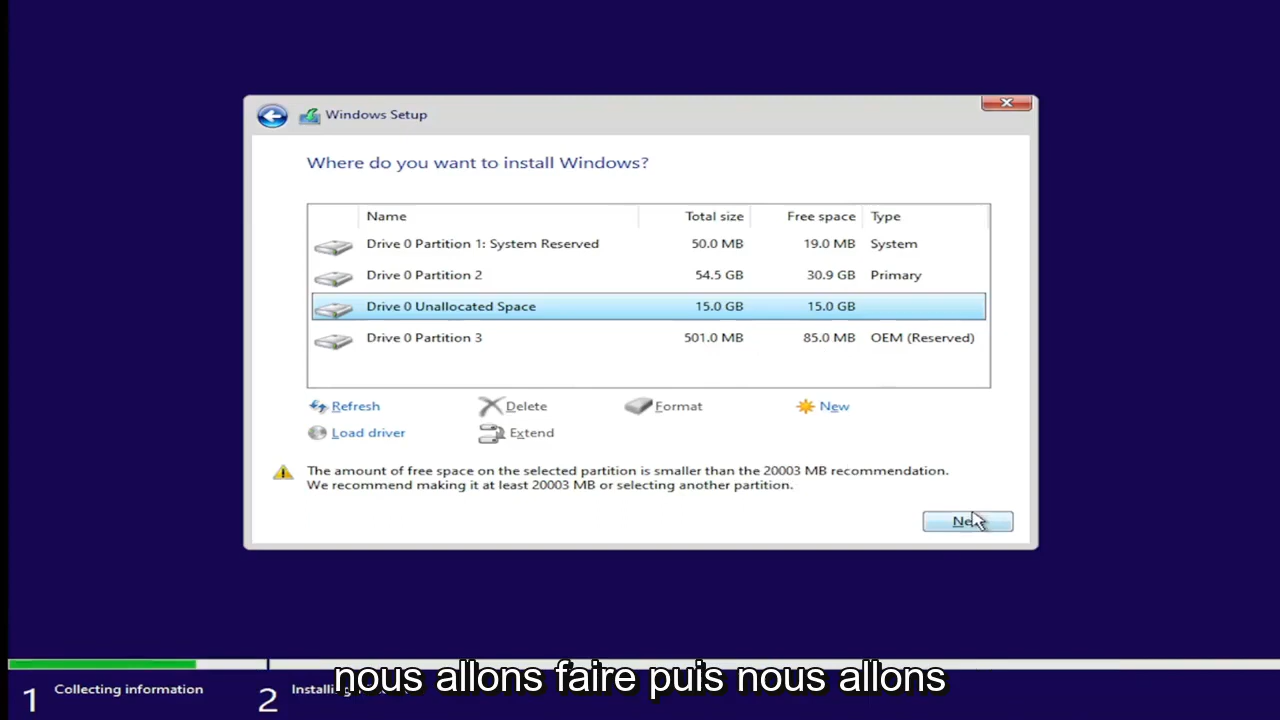 Windows Setup
Where do you want to install Windows?
Name Total size Free space Type
Drive 0 Partition 1: System Reserved 50.0 MB 19.0 MB System
Drive 0 Partition 2 54.5 GB 30.9 GB Primary
Drive 0 Unallocated Space 15.0 GB 15.0 GB
Drive 0 Partition 3 501.0 MB 85.0 MB OEM (Reserved)
Refresh Delete Format New
Load driver Extend
The amount of free space on the selected partition is smaller than the 20003 MB recommendation.
We recommend making it at least 20003 MB or selecting another partition.
nous allons faire puis nous allons
1 Collecting information 2